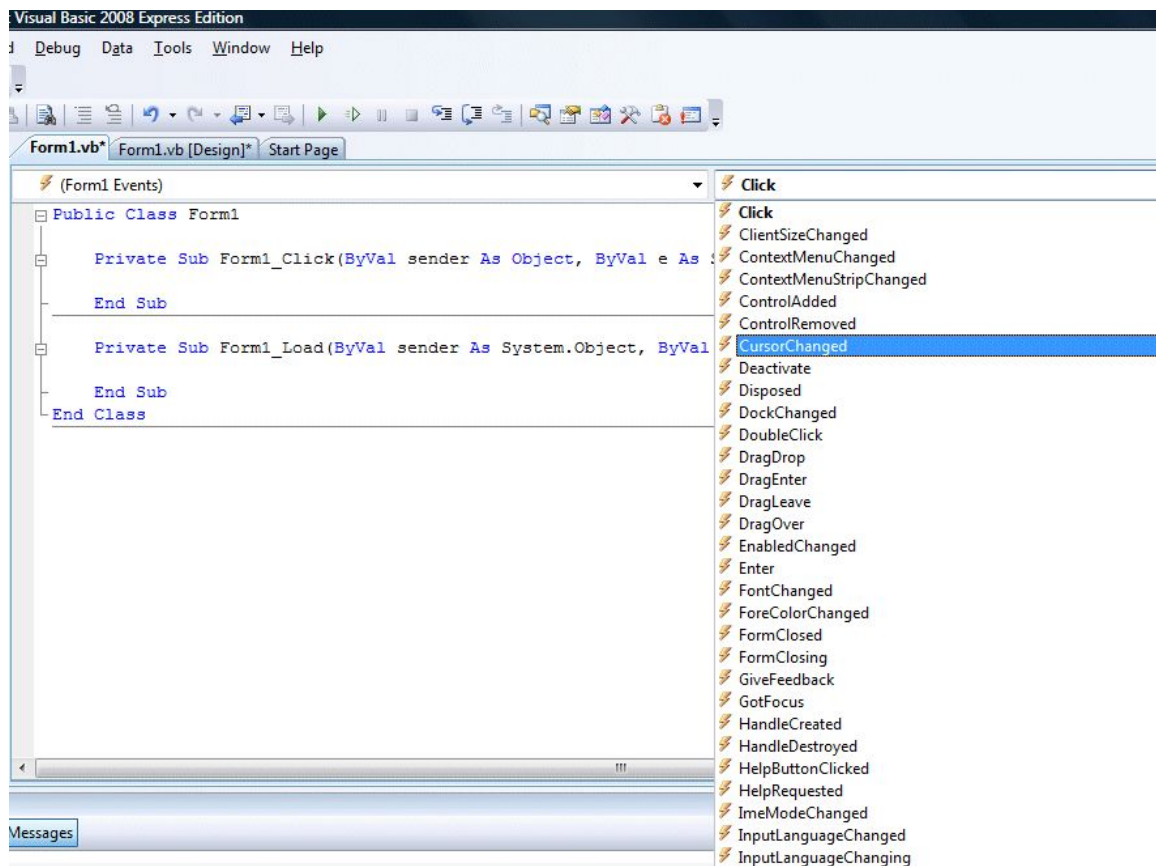 Visual Basic 2008 Express Edition
Debug Data Tools Window Help
Form1.vb* Form1.vb [Design]* Start Page
(Form1 Events) Click
Public Class Form1
Private Sub Form1_Click(ByVal sender As Object, ByVal e As
End Sub
Private Sub Form1_Load(ByVal sender As System.Object, ByVal
End Sub
End Class
Click
ClientSizeChanged
ContextMenuChanged
ContextMenuStripChanged
ControlAdded
ControlRemoved
CursorChanged
Deactivate
Disposed
DockChanged
DoubleClick
DragDrop
DragEnter
DragLeave
DragOver
EnabledChanged
Enter
FontChanged
ForeColorChanged
FormClosed
FormClosing
GiveFeedback
GotFocus
HandleCreated
HandleDestroyed
HelpButtonClicked
HelpRequested
ImeModeChanged
InputLanguageChanged
InputLanguageChanging
Messages